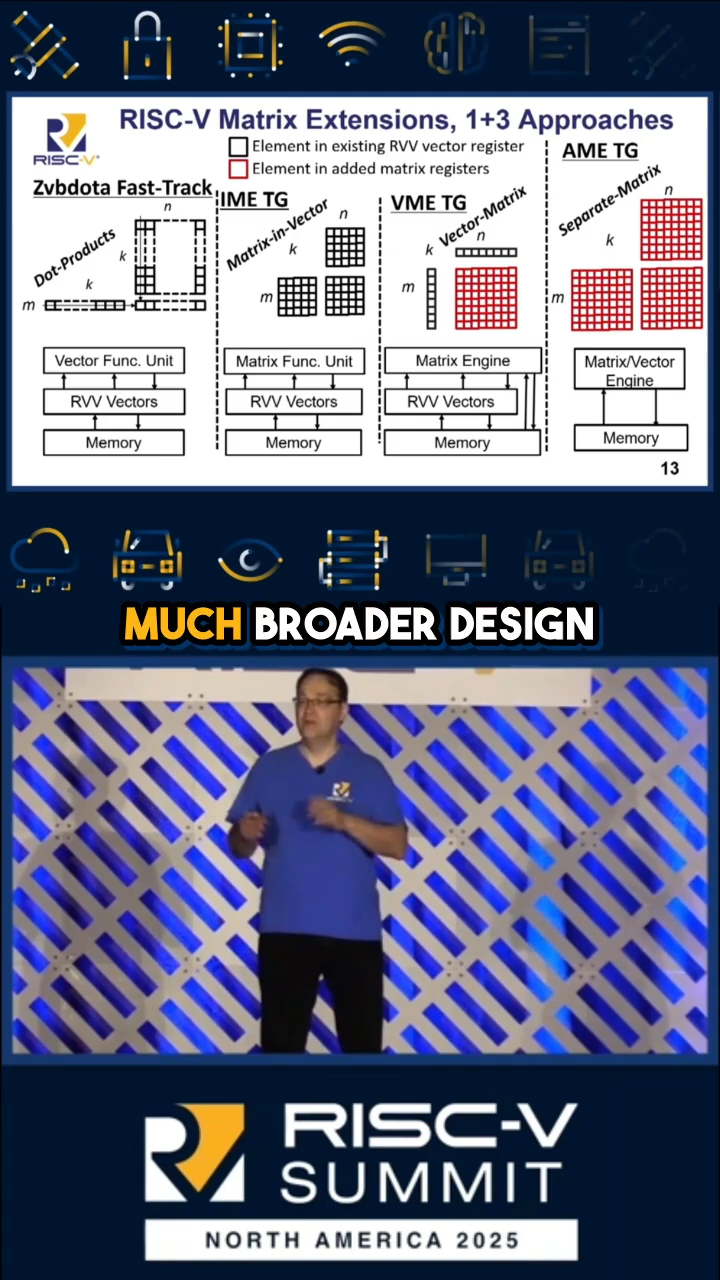 RISC-V Matrix Extensions, 1+3 Approaches
RISC-V®
Element in existing RVV vector register
Element in added matrix registers
Zvbdota Fast-Track
n
Dot-Products
k
k
m
Vector Func. Unit
RVV Vectors
Memory
IME TG
Matrix-in-Vector
n
k
m
Matrix Func. Unit
RVV Vectors
Memory
VME TG
Vector-Matrix
k
n
m
Matrix Engine
RVV Vectors
Memory
AME TG
Separate-Matrix
n
k
m
Matrix/Vector
Engine
Memory
13
MUCH BROADER DESIGN
RISC-V
SUMMIT
NORTH AMERICA 2025